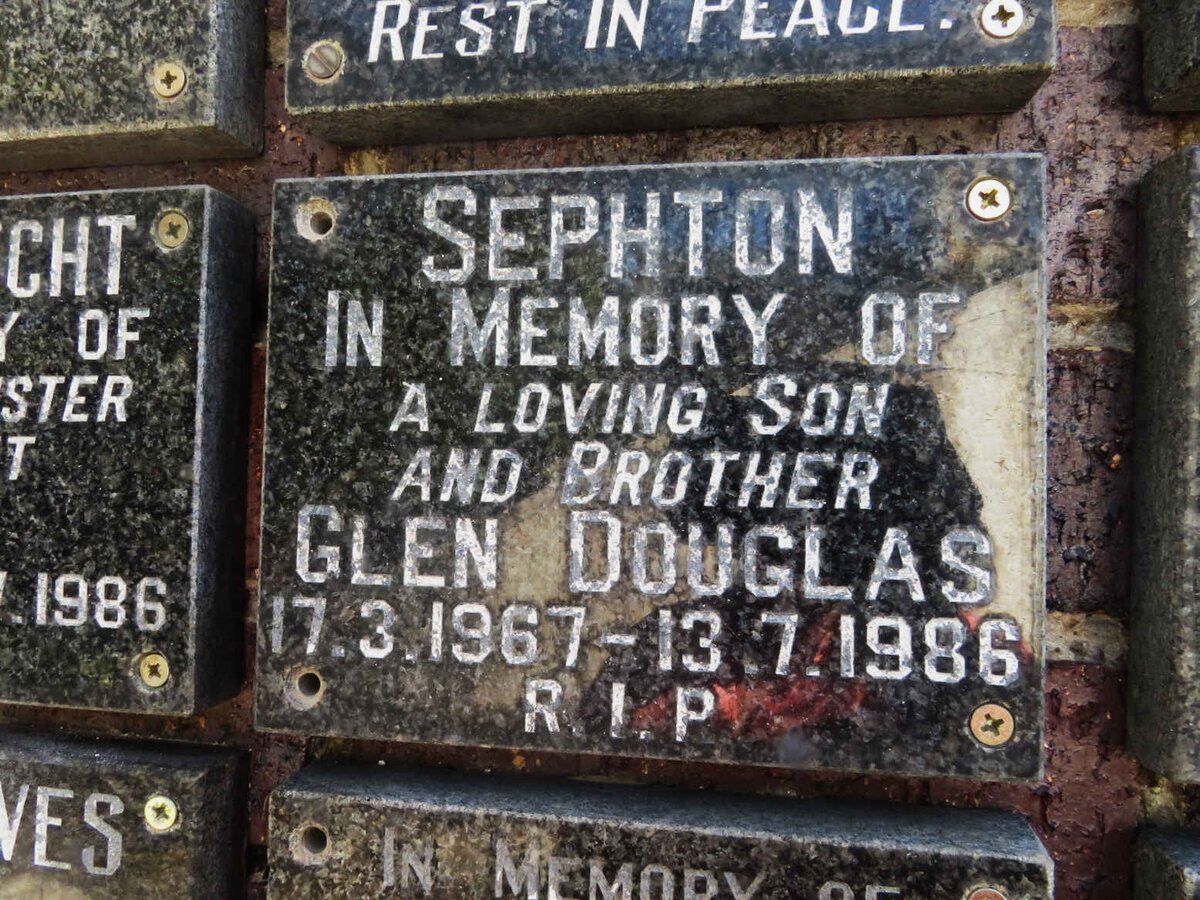 REST IN PEACE.
SEPHTON
IN MEMORY OF
A LOVING SON
AND BROTHER
GLEN DOUGLAS
17.3.1967-13.7.1986
R.I.P
CHT
OF
STER
.1986
VES
IN MEMORY OF